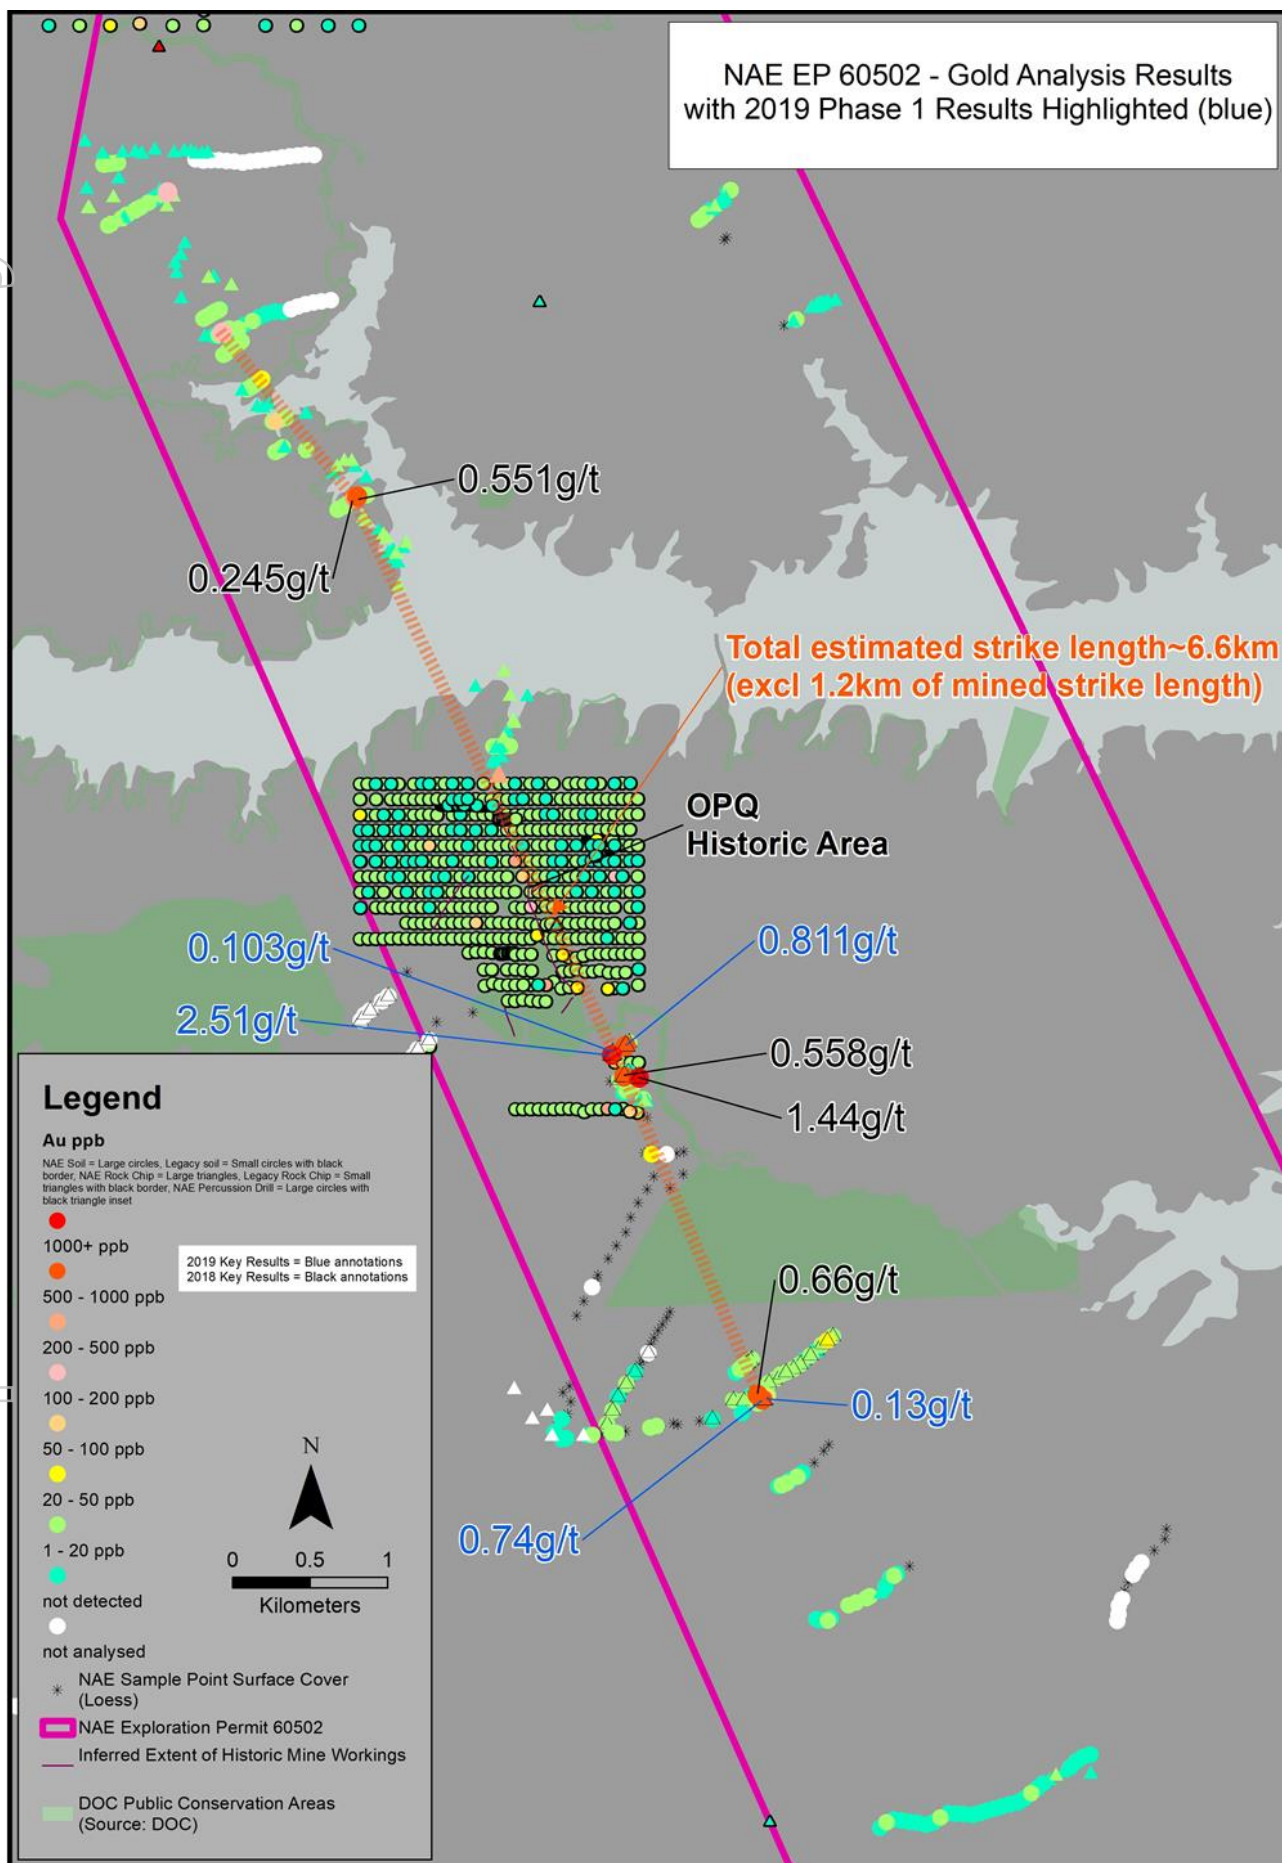 NAE EP 60502 - Gold Analysis Results
with 2019 Phase 1 Results Highlighted (blue)
0.551g/t
0.245g/t
Total estimated strike length~6.6km
(excl 1.2km of mined strike length)
OPQ
Historic Area
0.103g/t
0.811g/t
2.51g/t
0.558g/t
1.44g/t
0.66g/t
0.13g/t
0.74g/t
Legend
Au ppb
NAE Soil = Large circles, Legacy soil = Small circles with black
border, NAE Rock Chip = Large triangles, Legacy Rock Chip = Small
triangles with black border, NAE Percussion Drill = Large circles with
black triangle inset
1000+ ppb
500 - 1000 ppb
200 - 500 ppb
100 - 200 ppb
50 - 100 ppb
20 - 50 ppb
1 - 20 ppb
not detected
not analysed
2019 Key Results = Blue annotations
2018 Key Results = Black annotations
N
0 0.5 1
Kilometers
NAE Sample Point Surface Cover
(Loess)
NAE Exploration Permit 60502
Inferred Extent of Historic Mine Workings
DOC Public Conservation Areas
(Source: DOC)